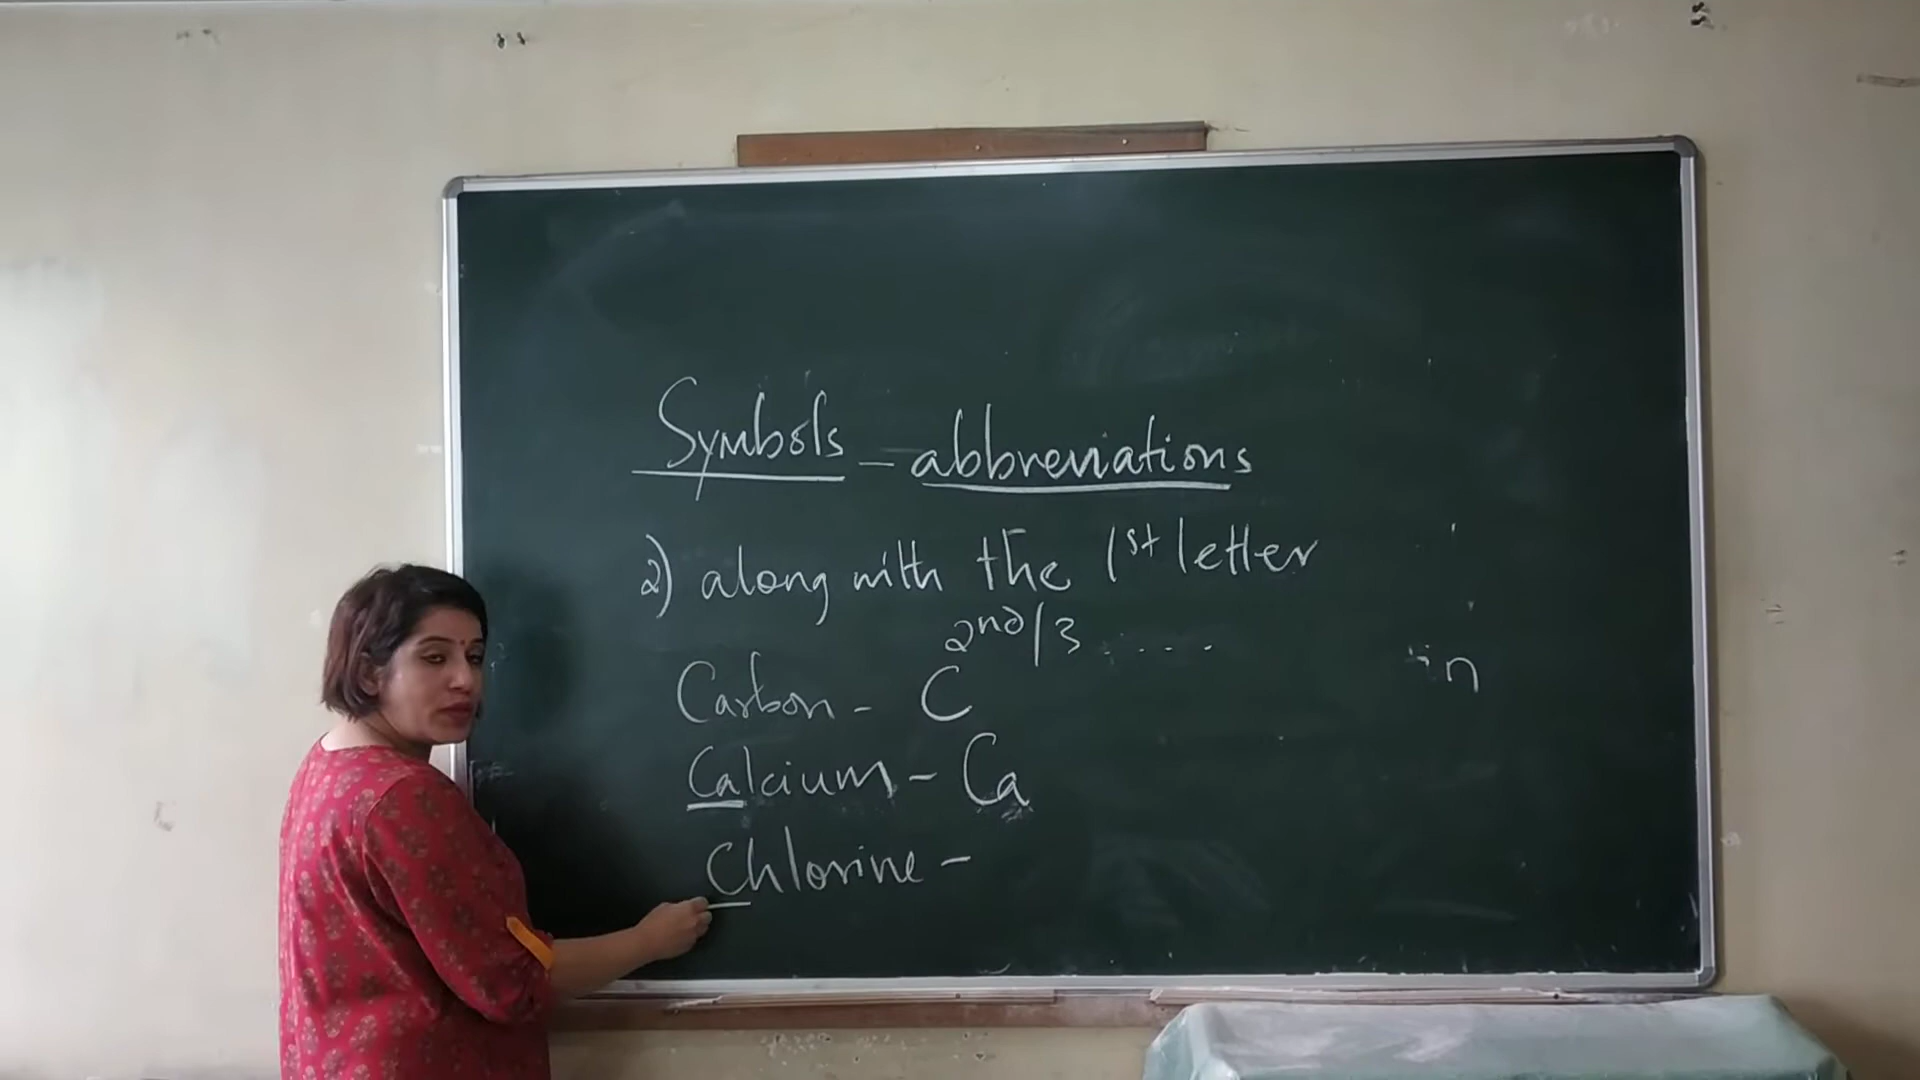 Symbols - abbreviations
2) along with the 1st letter
2nd/3 . . . .
Carbon - C
Calcium - Ca
Chlorine -